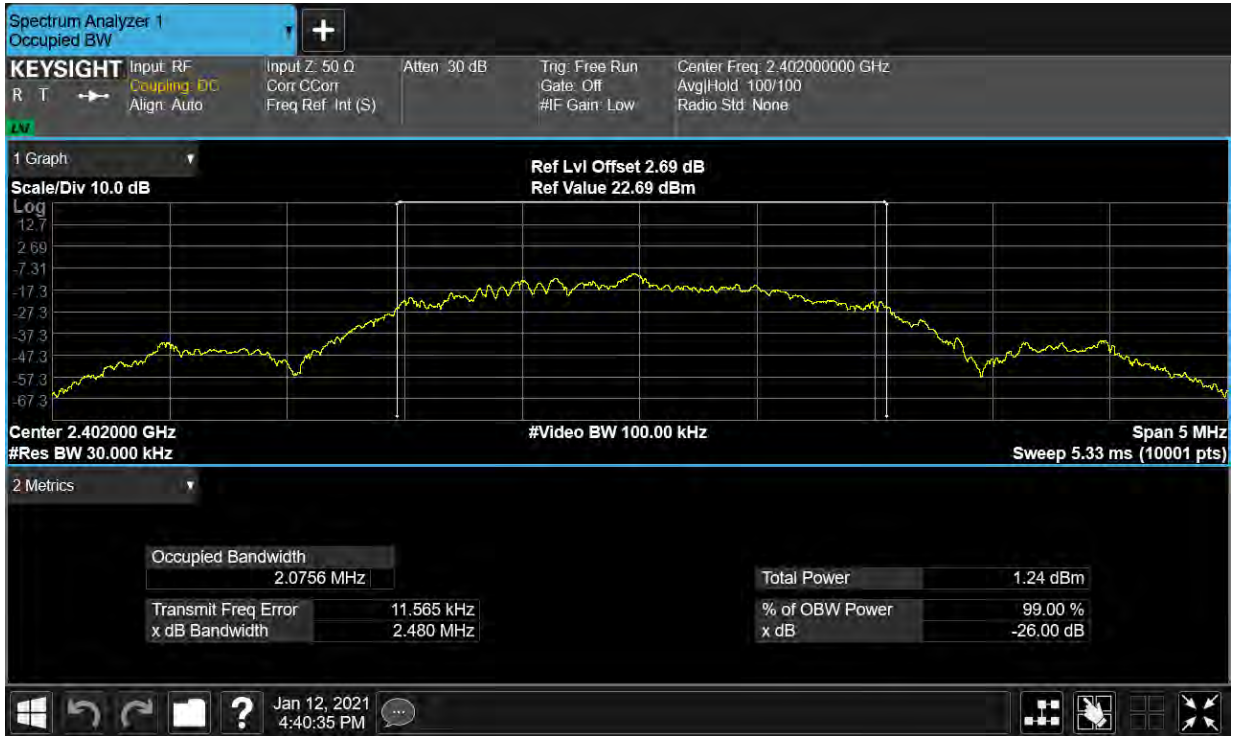 Spectrum Analyzer 1
Occupied BW
KEYSIGHT
R T
Input: RF
Coupling: DC
Align: Auto
Input Z: 50 Ω
Corr CCorr
Freq Ref: Int (S)
Atten: 30 dB
Trig: Free Run
Gate: Off
#IF Gain: Low
Center Freq: 2.402000000 GHz
Avg|Hold: 100/100
Radio Std: None
1 Graph
Scale/Div 10.0 dB
Ref Lvl Offset 2.69 dB
Ref Value 22.69 dBm
Log
12.7
2.69
-7.31
-17.3
-27.3
-37.3
-47.3
-57.3
-67.3
Center 2.402000 GHz
#Res BW 30.000 kHz
#Video BW 100.00 kHz
Span 5 MHz
Sweep 5.33 ms (10001 pts)
2 Metrics
Occupied Bandwidth
2.0756 MHz
Transmit Freq Error 11.565 kHz
x dB Bandwidth 2.480 MHz
Total Power 1.24 dBm
% of OBW Power 99.00 %
x dB -26.00 dB
Jan 12, 2021
4:40:35 PM